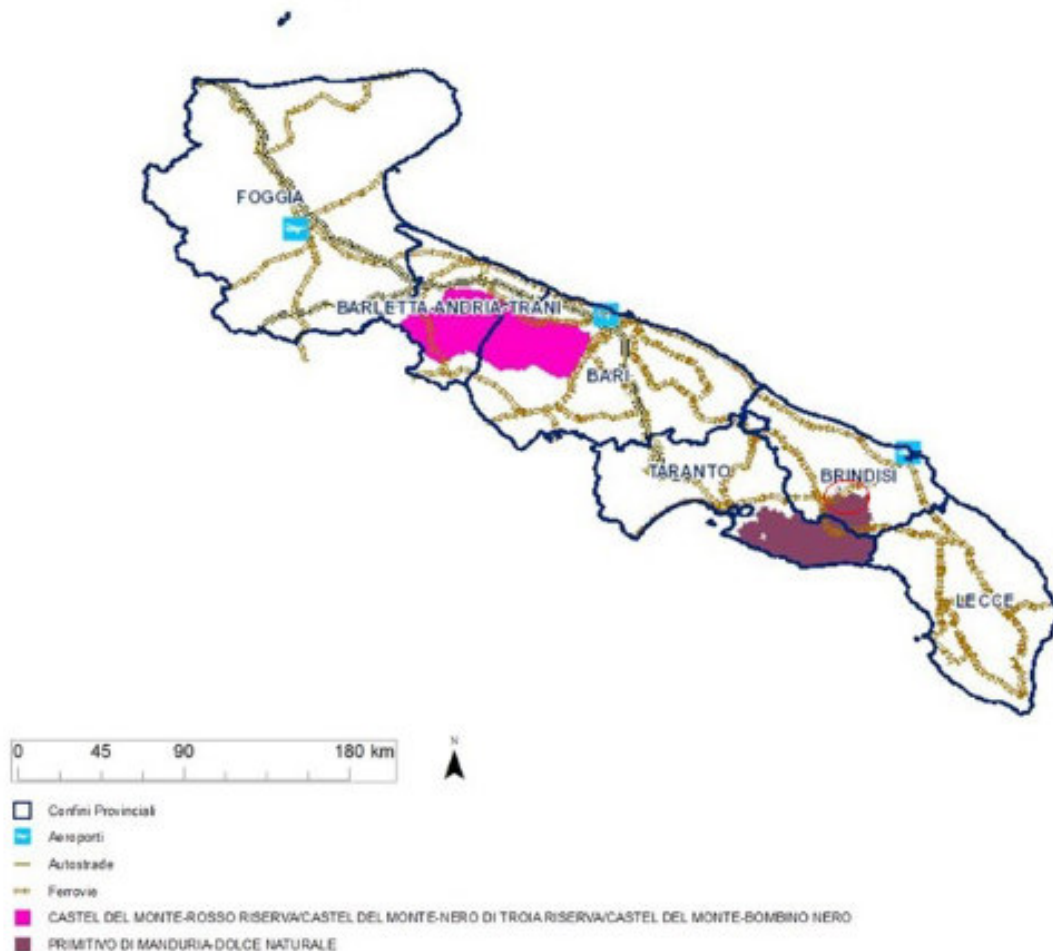 FOGGIA
BARLETTA-ANDRIA-TRANI
BARI
TARANTO
BRINDISI
LECCE
0 45 90 180 km
N
Confini Provinciali
Aeroporti
Autostrade
Ferrovie
CASTEL DEL MONTE-ROSSO RISERVA/CASTEL DEL MONTE-NERO DI TROIA RISERVA/CASTEL DEL MONTE-BOMBINO NERO
PRIMITIVO DI MANDURIA-DOLCE NATURALE